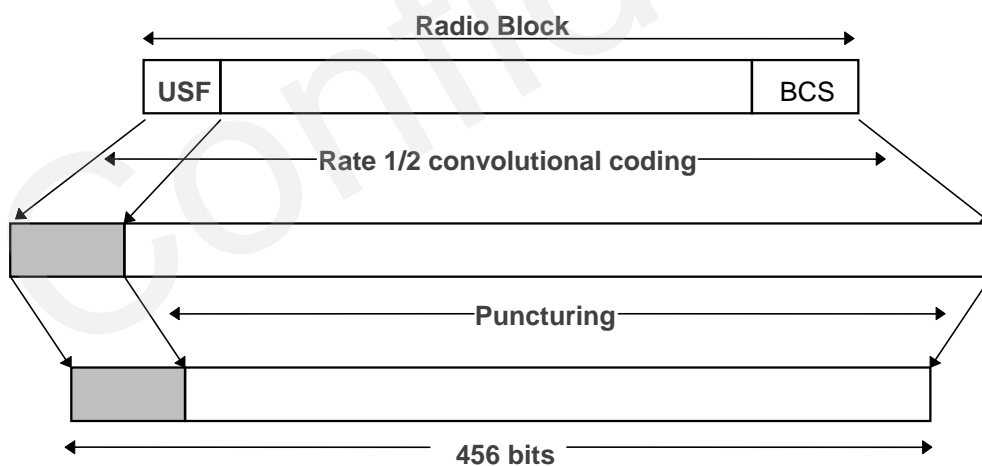 Radio Block
USF
BCS
Rate 1/2 convolutional coding
Puncturing
456 bits